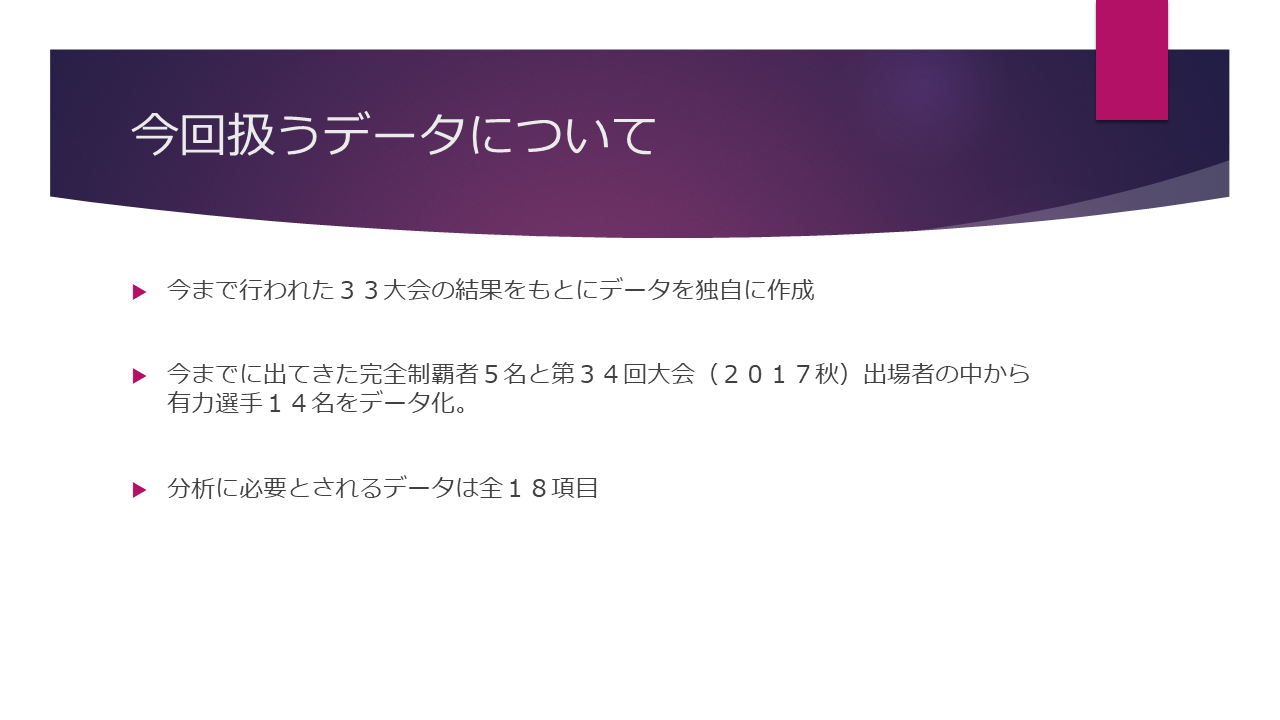 今回扱うデータについて
今まで行われた３３大会の結果をもとにデータを独自に作成
今までに出てきた完全制覇者５名と第３４回大会（２０１７秋）出場者の中から
有力選手１４名をデータ化。
分析に必要とされるデータは全１８項目